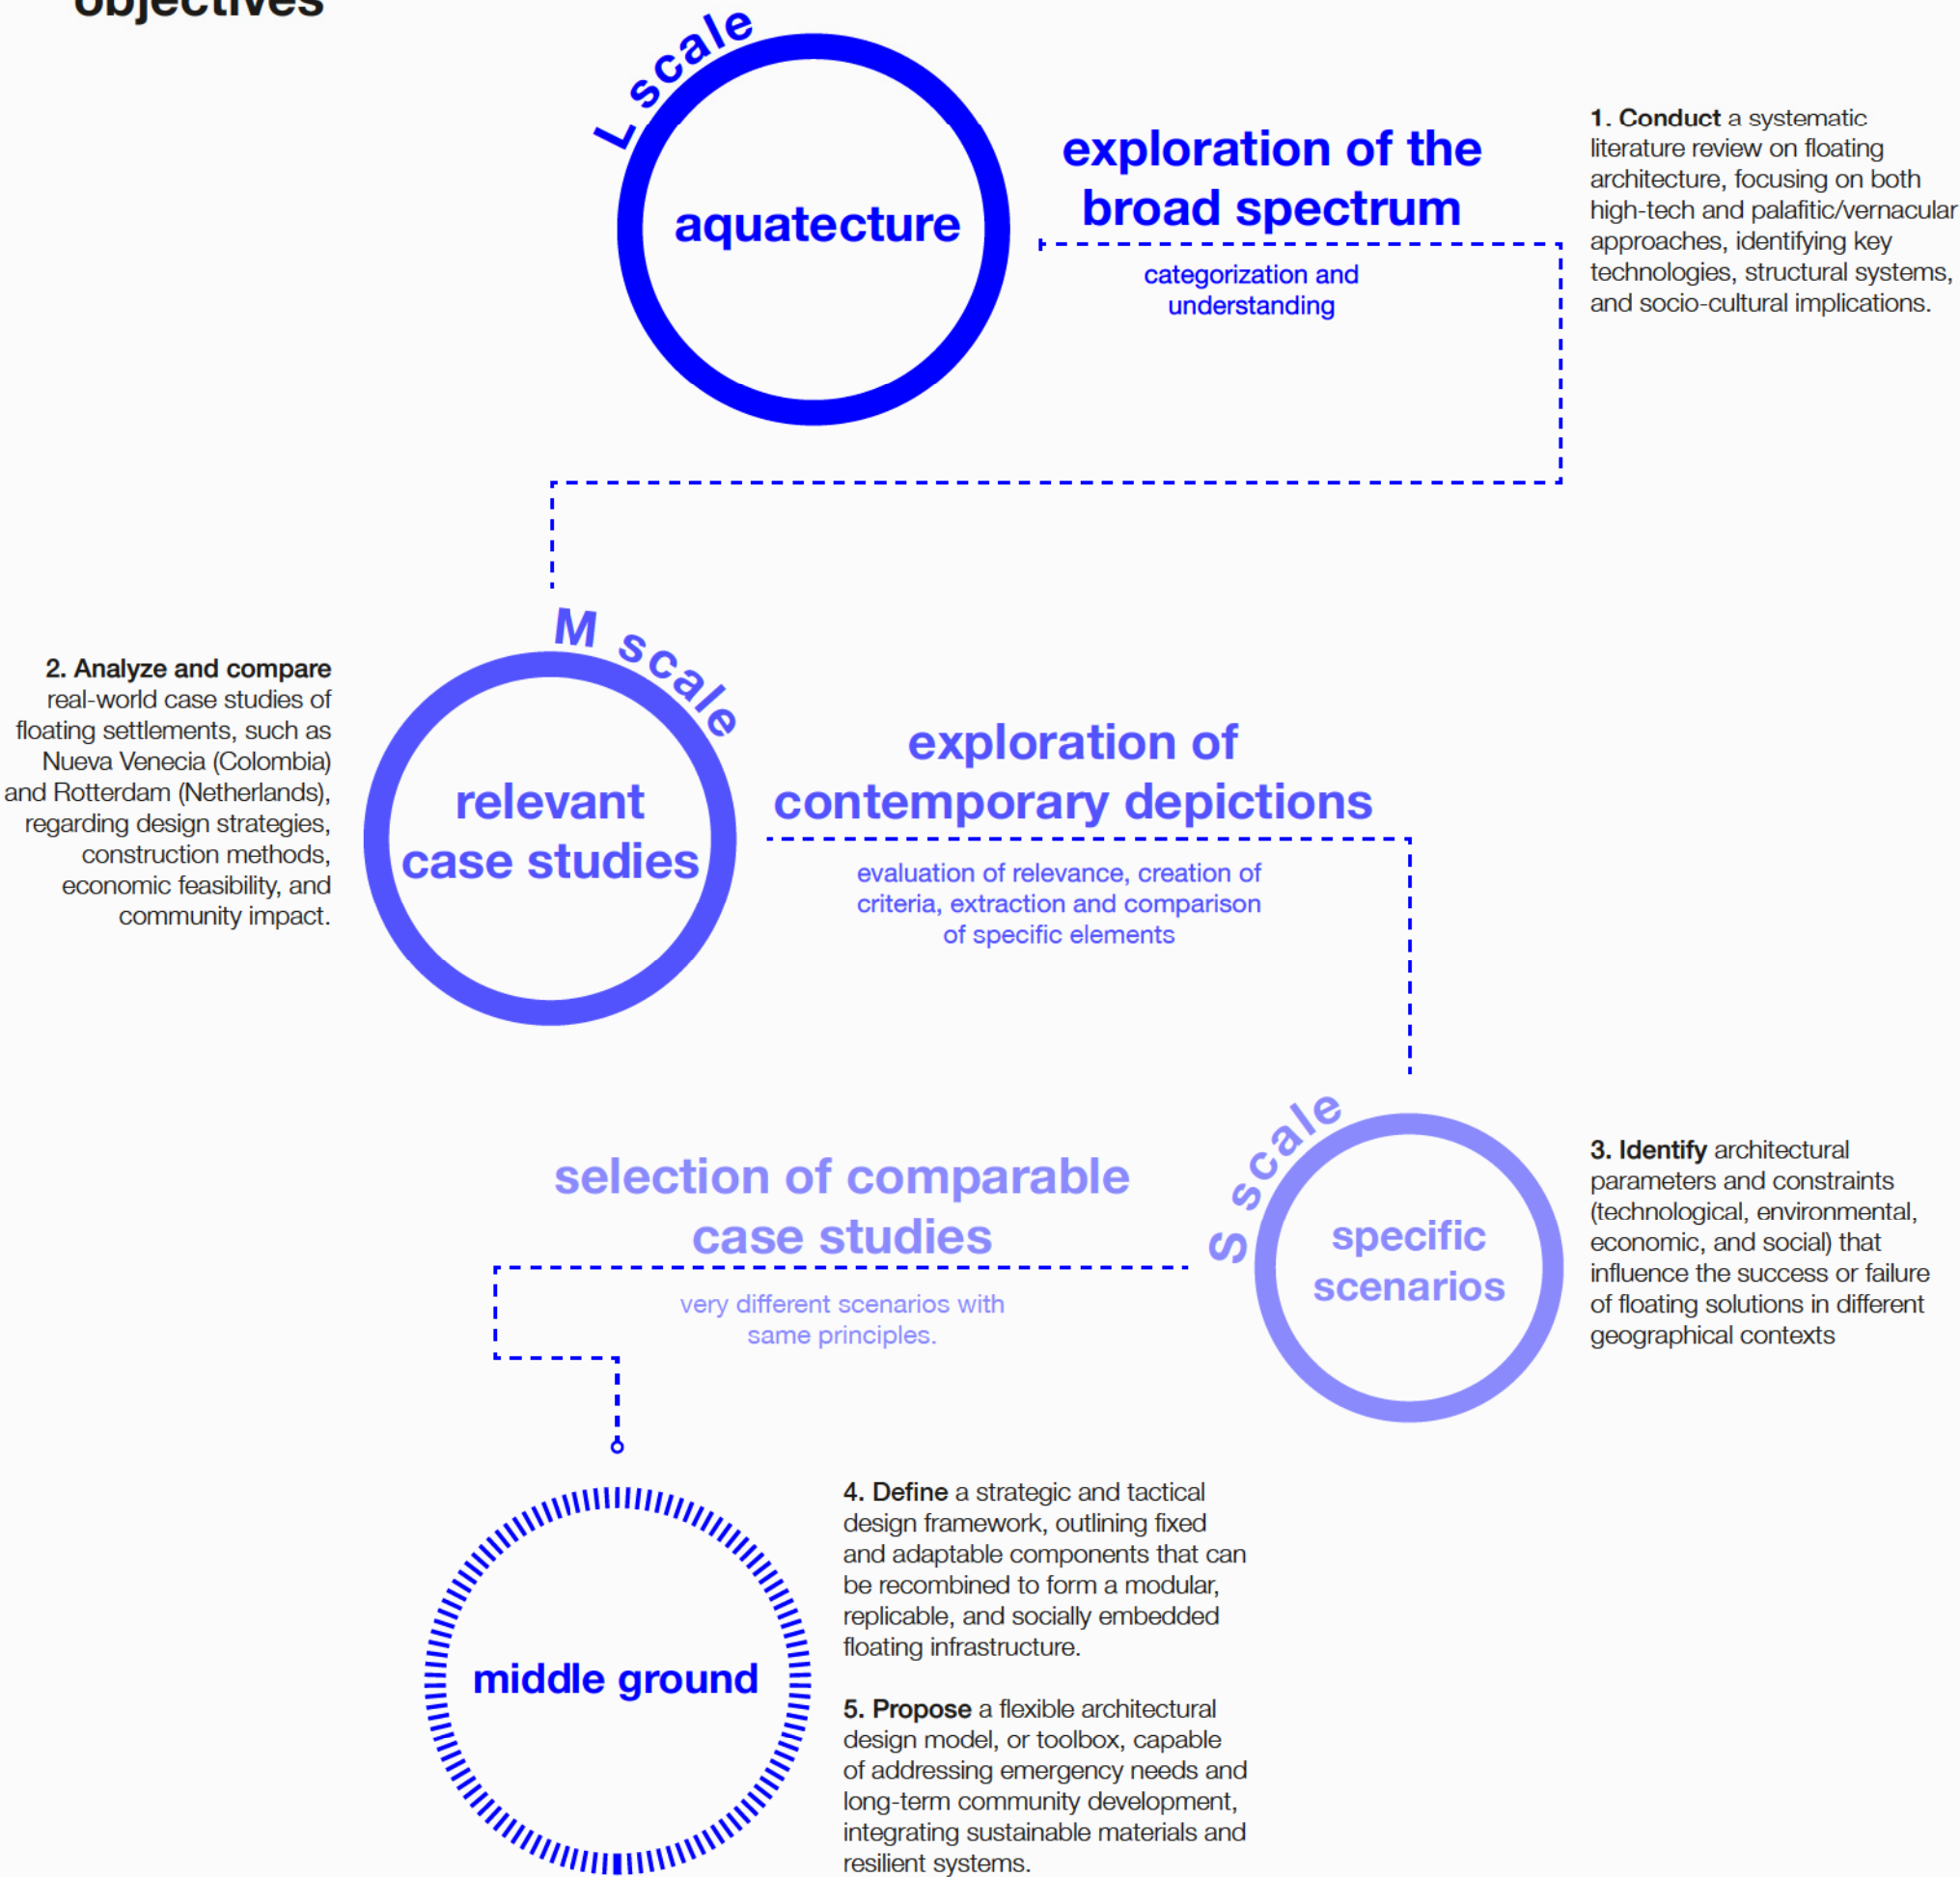 objectives
L scale
aquatecture
exploration of the
broad spectrum
categorization and
understanding
1. Conduct a systematic
literature review on floating
architecture, focusing on both
high-tech and palafitic/vernacular
approaches, identifying key
technologies, structural systems,
and socio-cultural implications.
2. Analyze and compare
real-world case studies of
floating settlements, such as
Nueva Venecia (Colombia)
and Rotterdam (Netherlands),
regarding design strategies,
construction methods,
economic feasibility, and
community impact.
M scale
relevant
case studies
exploration of
contemporary depictions
evaluation of relevance, creation of
criteria, extraction and comparison
of specific elements
selection of comparable
case studies
very different scenarios with
same principles.
S scale
specific
scenarios
3. Identify architectural
parameters and constraints
(technological, environmental,
economic, and social) that
influence the success or failure
of floating solutions in different
geographical contexts
middle ground
4. Define a strategic and tactical
design framework, outlining fixed
and adaptable components that can
be recombined to form a modular,
replicable, and socially embedded
floating infrastructure.
5. Propose a flexible architectural
design model, or toolbox, capable
of addressing emergency needs and
long-term community development,
integrating sustainable materials and
resilient systems.